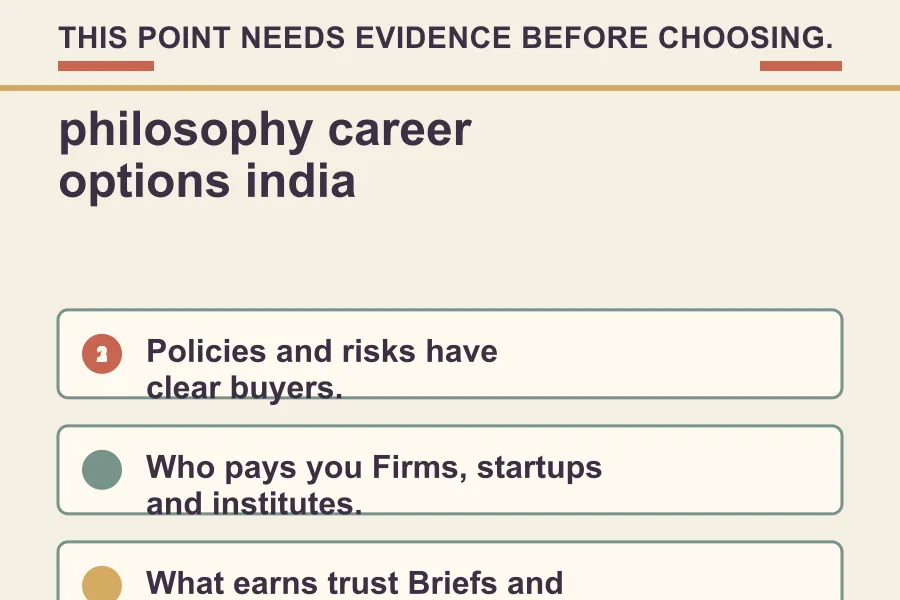 THIS POINT NEEDS EVIDENCE BEFORE CHOOSING.
philosophy career
options india
Policies and risks have
clear buyers.
Who pays you Firms, startups
and institutes.
What earns trust Briefs and